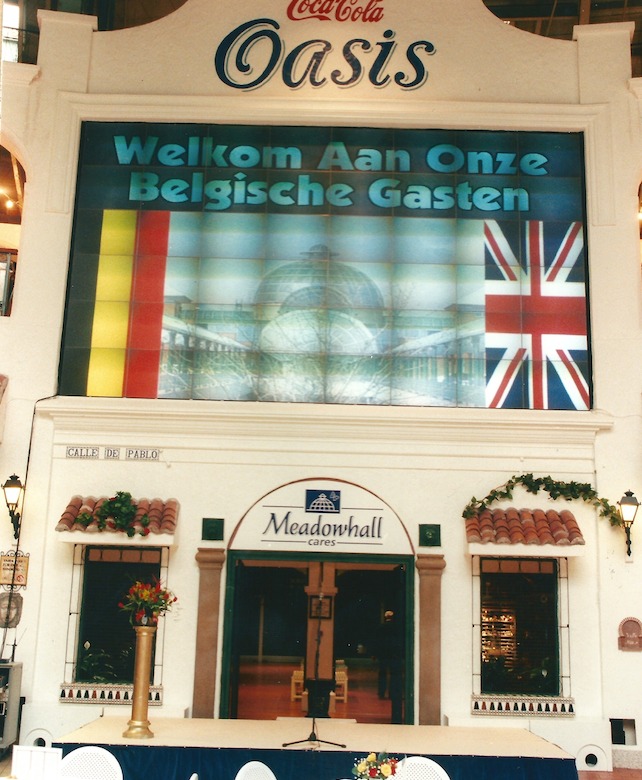 Coca-Cola
Oasis
Welkom Aan Onze
Belgische Gasten
CALLE DE PABLO
Meadowhall
cares